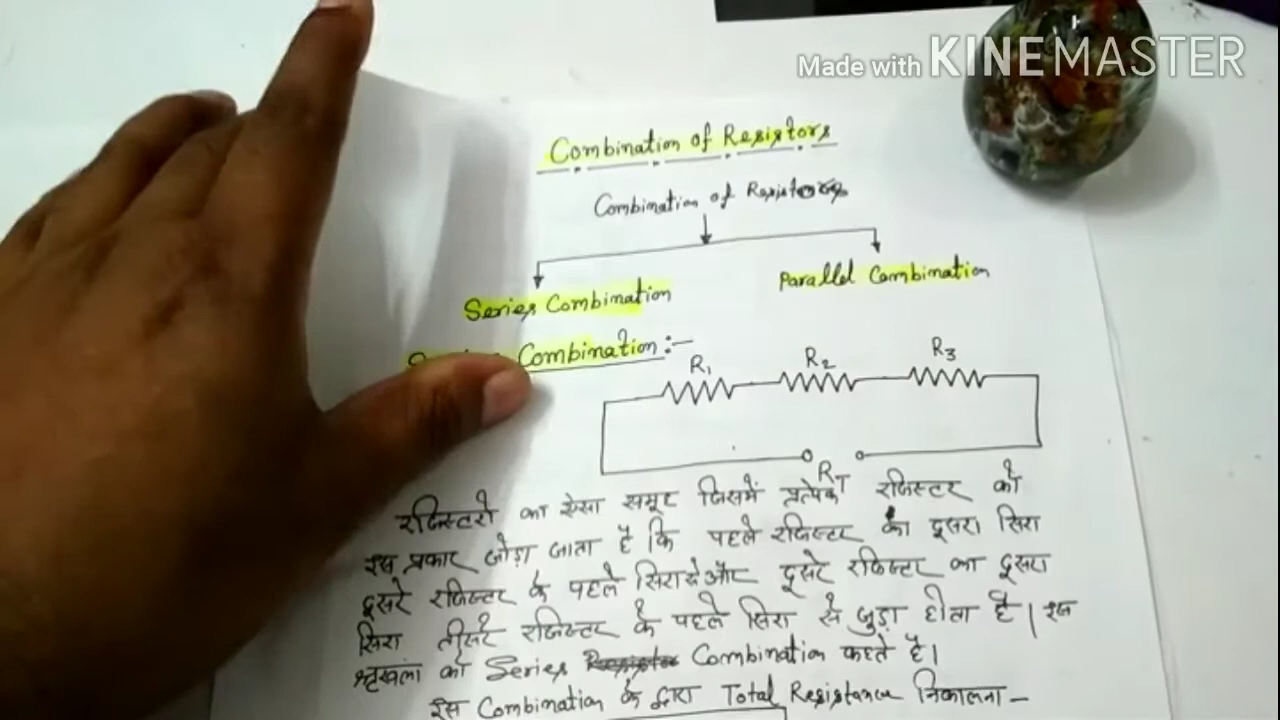 Made with KINEMASTER
Combination of Resistors
Combination of Resistors
Series Combination
Parallel Combination
Combination :-
R1 R2 R3
RT
रजिस्टरो का ऐसा समूह जिसमें प्रत्येक रजिस्टर को
इस प्रकार जोड़ा जाता है कि पहले रजिस्टर का दूसरा सिरा
दूसरे रजिस्टर के पहले सिरा से और दूसरे रजिस्टर का दूसरा
सिरा तीसरे रजिस्टर के पहले सिरा से जुड़ा होता है। इस
श्रृखंला को Series Combination कहते है।
इस Combination के द्वारा Total Resistance निकालना -